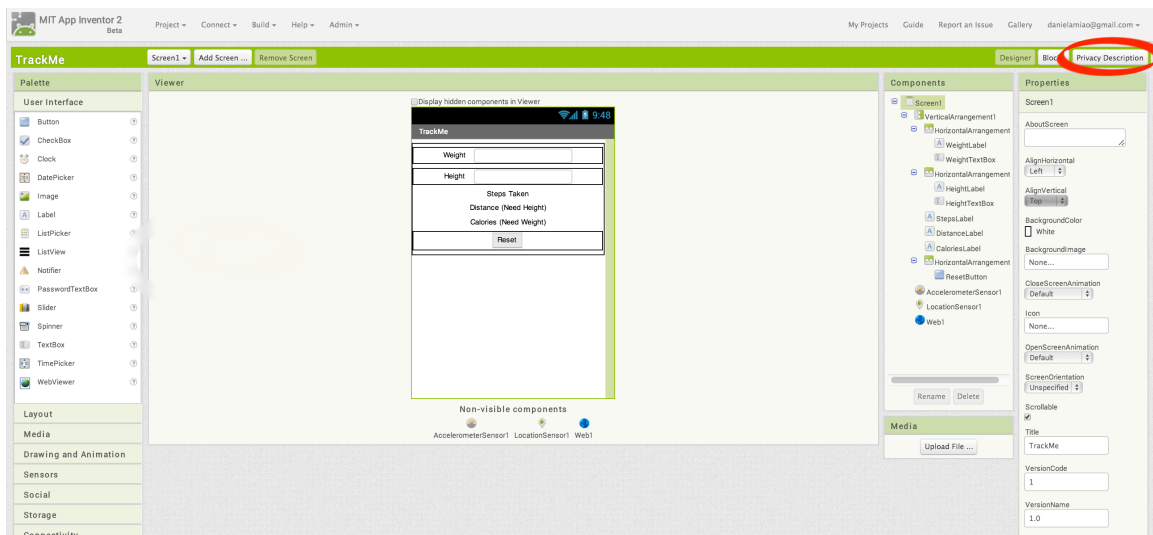 MIT App Inventor 2
Beta
Project Connect Build Help Admin
My Projects Guide Report an Issue Gallery danielamiao@gmail.com
TrackMe
Screen1 Add Screen ... Remove Screen
Designer Privacy Description
Palette
User Interface
Button
CheckBox
Clock
DatePicker
Image
Label
ListPicker
ListView
Notifier
PasswordTextBox
Slider
Spinner
TextBox
TimePicker
WebViewer
Layout
Media
Drawing and Animation
Sensors
Social
Storage
Connectivity
Viewer
Display hidden components in Viewer
9:48
TrackMe
Weight
Height
Steps Taken
Distance (Need Height)
Calories (Need Weight)
Reset
Non-visible components
AccelerometerSensor1 LocationSensor1 Web1
Components
Screen1
VerticalArrangement1
HorizontalArrangement
WeightLabel
WeightTextBox
HorizontalArrangement
HeightLabel
HeightTextBox
StepsLabel
DistanceLabel
CaloriesLabel
HorizontalArrangement
ResetButton
AccelerometerSensor1
LocationSensor1
Web1
Rename Delete
Media
Upload File ...
Properties
Screen1
AboutScreen
AlignHorizontal
Left
AlignVertical
Top
BackgroundColor
White
BackgroundImage
None...
CloseScreenAnimation
Default
Icon
None...
OpenScreenAnimation
Default
ScreenOrientation
Unspecified
Scrollable
Title
TrackMe
VersionCode
1
VersionName
1.0